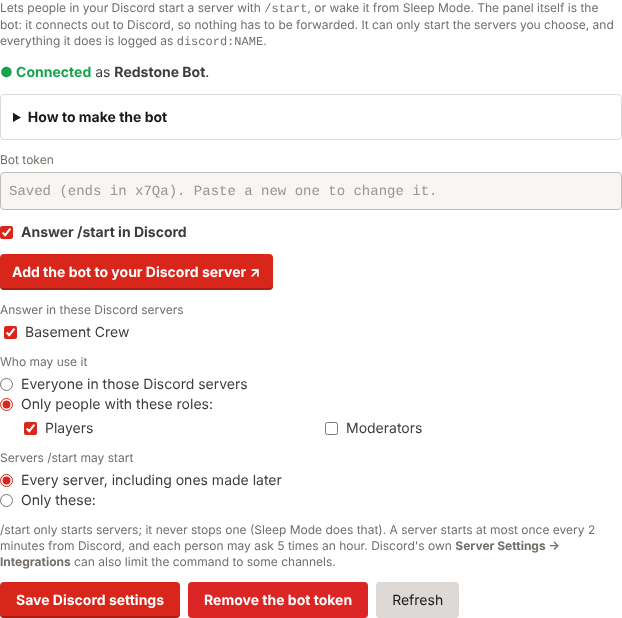 Lets people in your Discord start a server with /start, or wake it from Sleep Mode. The panel itself is the
bot: it connects out to Discord, so nothing has to be forwarded. It can only start the servers you choose, and
everything it does is logged as discord:NAME.
Connected as Redstone Bot.
How to make the bot
Bot token
Saved (ends in x7Qa). Paste a new one to change it.
Answer /start in Discord
Add the bot to your Discord server ↗
Answer in these Discord servers
Basement Crew
Who may use it
Everyone in those Discord servers
Only people with these roles:
Players Moderators
Servers /start may start
Every server, including ones made later
Only these:
/start only starts servers; it never stops one (Sleep Mode does that). A server starts at most once every 2
minutes from Discord, and each person may ask 5 times an hour. Discord's own Server Settings →
Integrations can also limit the command to some channels.
Save Discord settings Remove the bot token Refresh